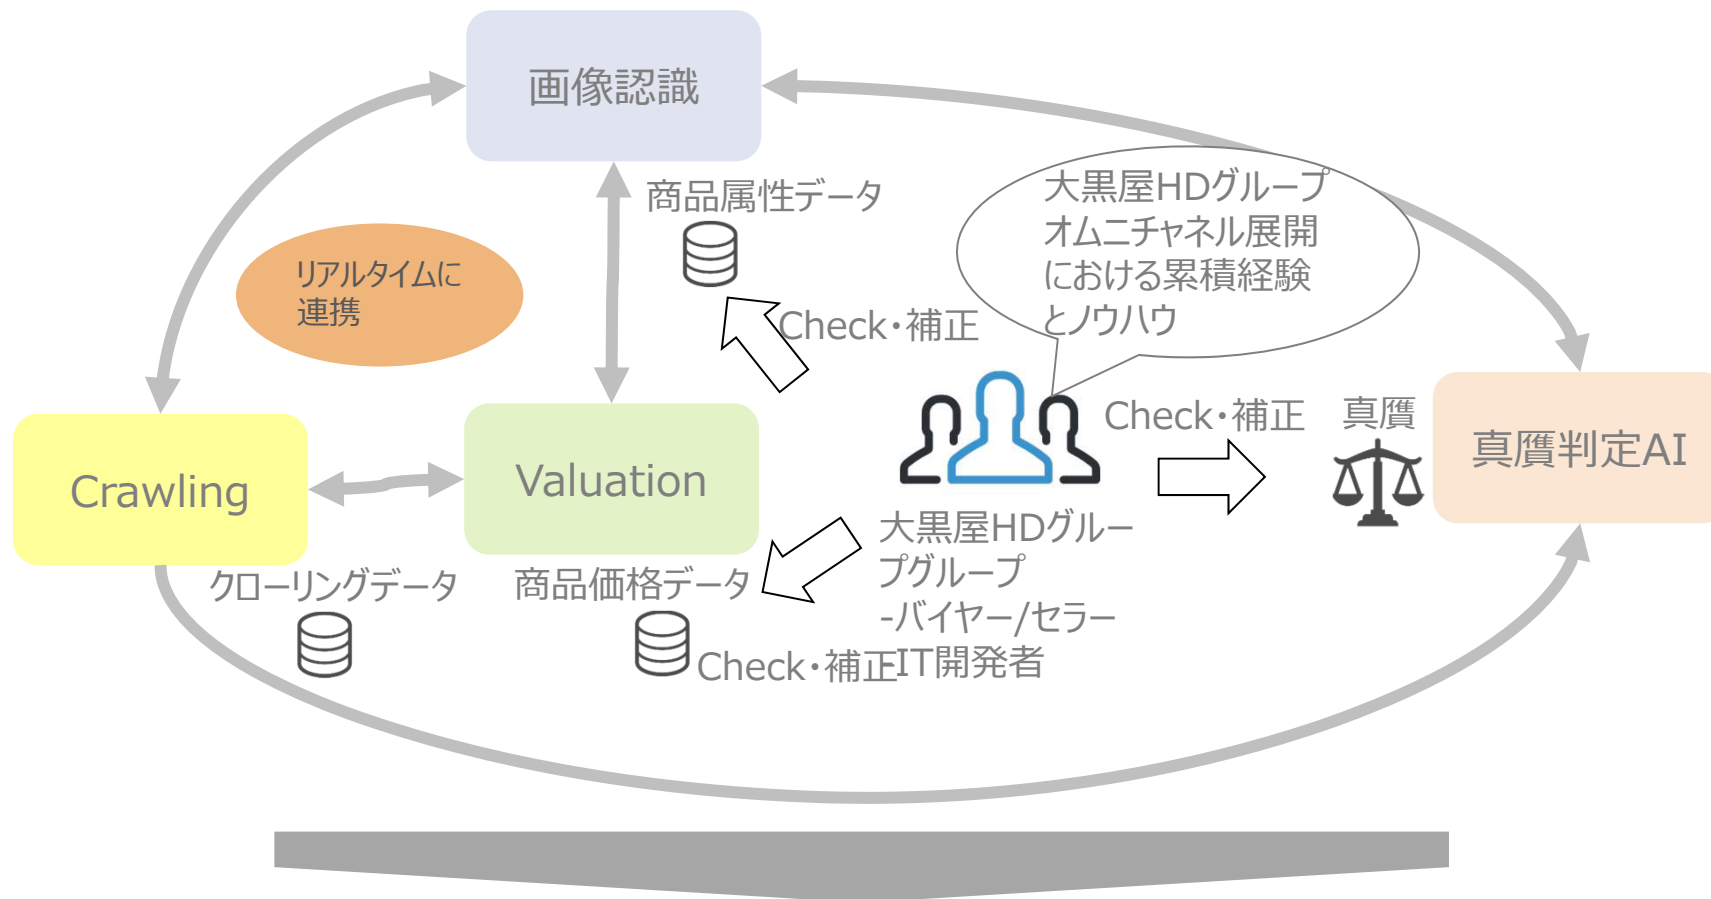 画像認識
商品属性データ
大黒屋HDグループ
オムニチャネル展開
における累積経験
とノウハウ
リアルタイムに
連携
Check・補正
Check・補正
真贋
真贋判定AI
Crawling
Valuation
大黒屋HDグルー
プグループ
-バイヤー/セラー
-IT開発者
クローリングデータ
商品価格データ
Check・補正